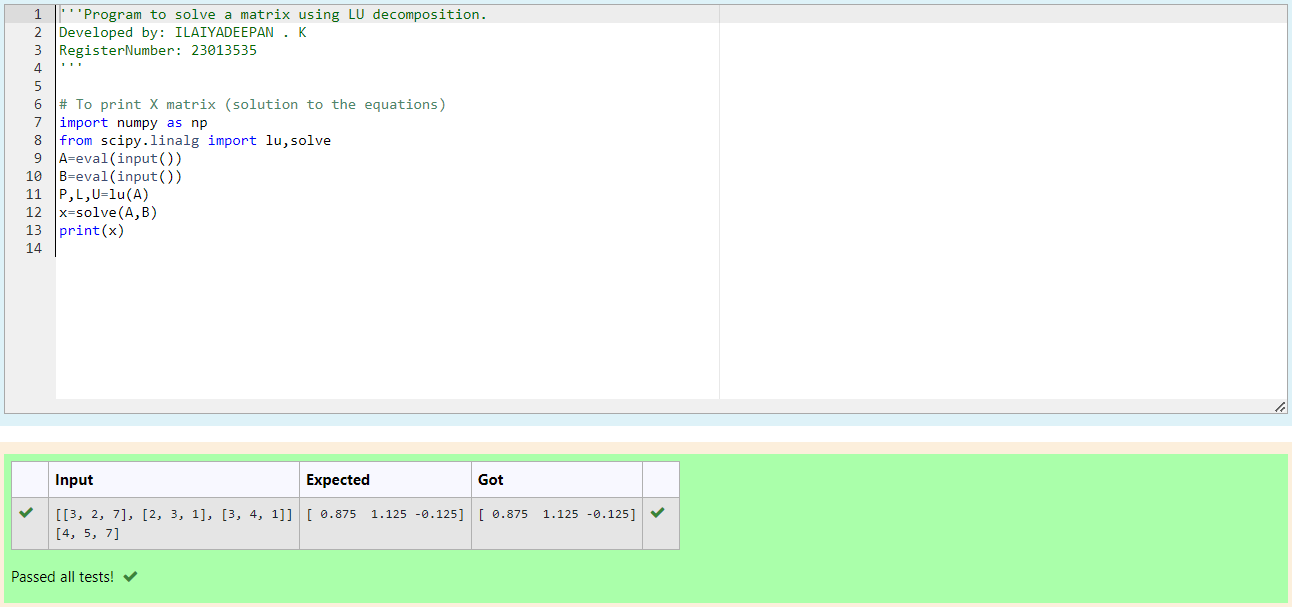 1 '''Program to solve a matrix using LU decomposition.
2 Developed by: ILAIYADEEPAN . K
3 RegisterNumber: 23013535
4 '''
5
6 # To print X matrix (solution to the equations)
7 import numpy as np
8 from scipy.linalg import lu,solve
9 A=eval(input())
10 B=eval(input())
11 P,L,U=lu(A)
12 x=solve(A,B)
13 print(x)
14
Input Expected Got
[[3, 2, 7], [2, 3, 1], [3, 4, 1]] [ 0.875  1.125 -0.125] [ 0.875  1.125 -0.125]
[4, 5, 7]
Passed all tests!